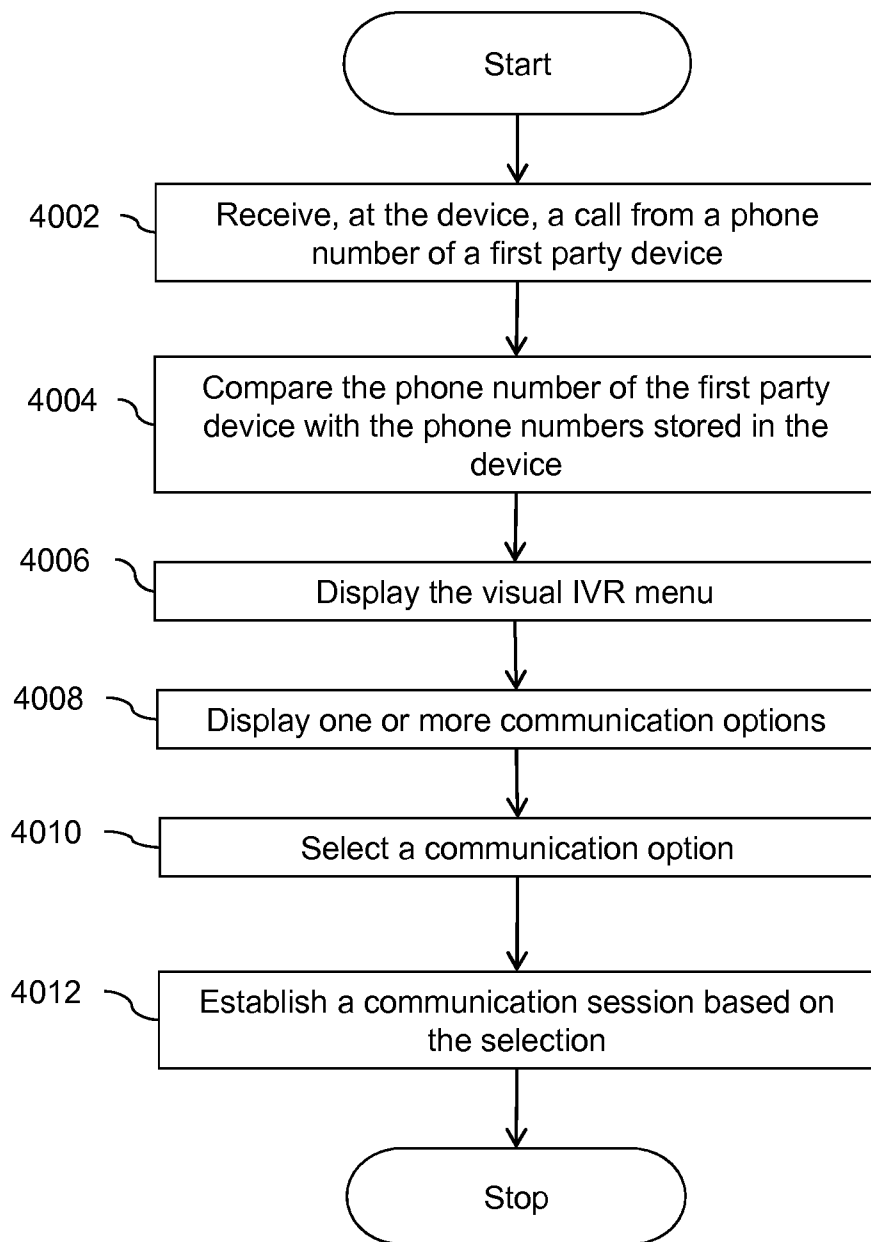 Start
4002
Receive, at the device, a call from a phone
number of a first party device
4004
Compare the phone number of the first party
device with the phone numbers stored in the
device
4006
Display the visual IVR menu
4008
Display one or more communication options
4010
Select a communication option
4012
Establish a communication session based on
the selection
Stop